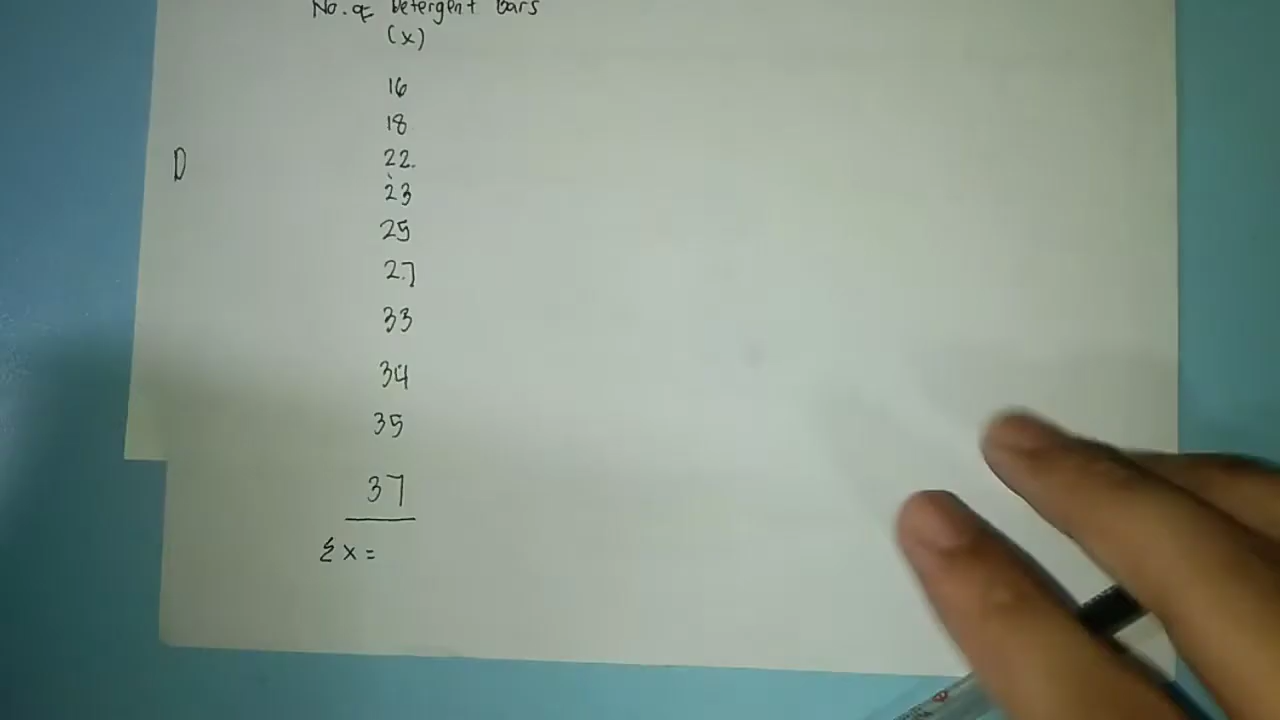 No. of Detergent Bars
(x)
16
18
22
D
23
25
27
33
34
35
37
Σx =